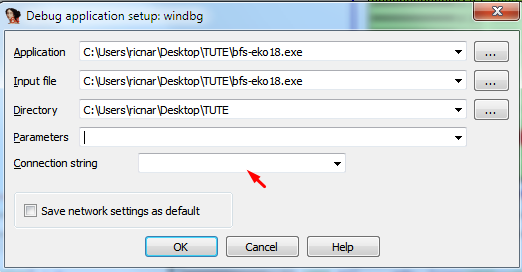 Debug application setup: windbg
Application C:\Users\ricnar\Desktop\TUTE\bfs-eko18.exe ...
Input file C:\Users\ricnar\Desktop\TUTE\bfs-eko18.exe ...
Directory C:\Users\ricnar\Desktop\TUTE ...
Parameters
Connection string
Save network settings as default
OK Cancel Help